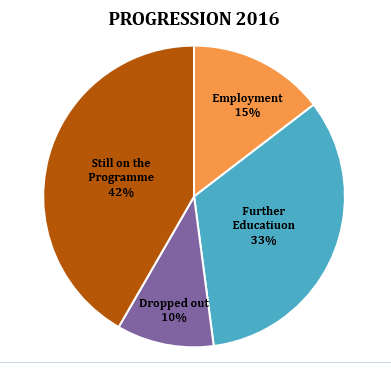 PROGRESSION 2016
Employment
15%
Still on the
Programme
42%
Further
Educatiuon
33%
Dropped out
10%